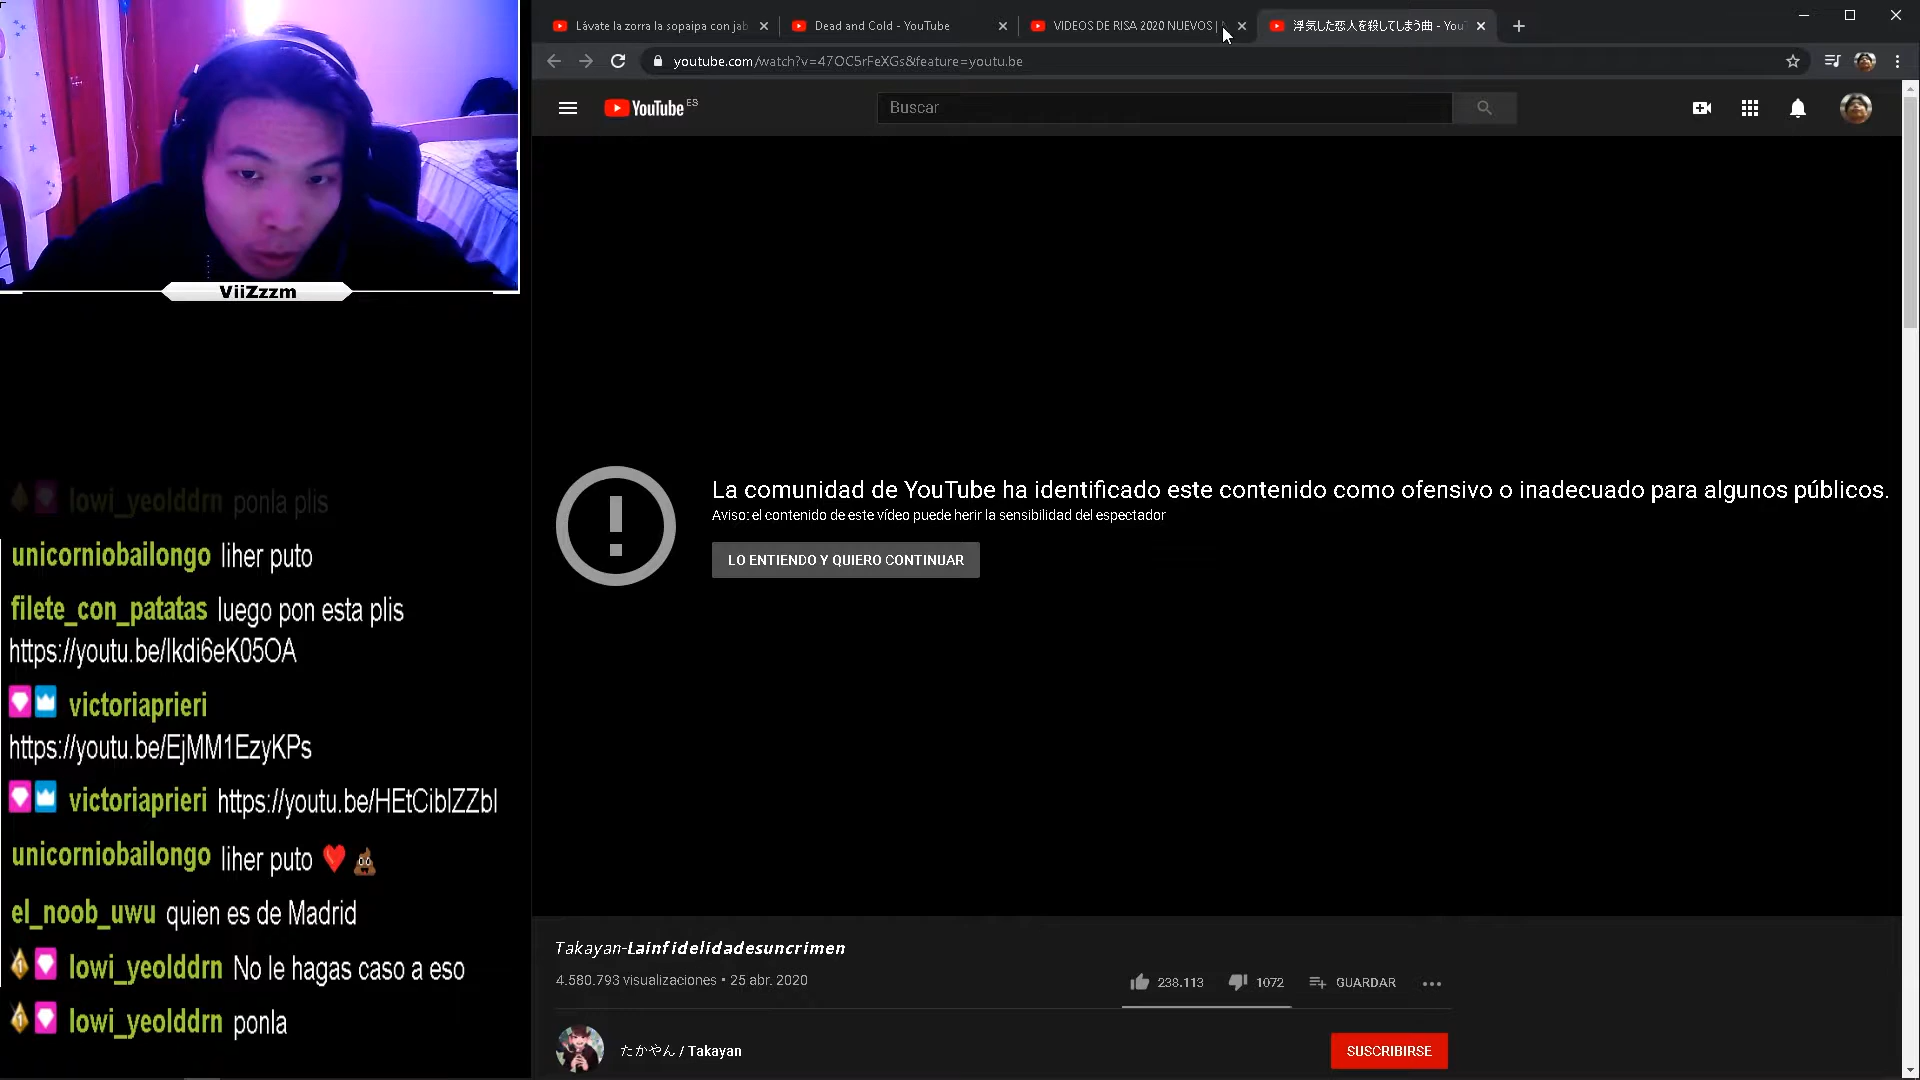 Lávate la zorra la sopaipa con jab
Dead and Cold - YouTube
VIDEOS DE RISA 2020 NUEVOS |
浮気した恋人を殺してしまう曲 - You
youtube.com/watch?v=47OC5rFeXGs&feature=youtu.be
YouTube ES
Buscar
ViiZzzm
La comunidad de YouTube ha identificado este contenido como ofensivo o inadecuado para algunos públicos.
Aviso: el contenido de este vídeo puede herir la sensibilidad del espectador
LO ENTIENDO Y QUIERO CONTINUAR
lowi_yeolddrn ponla plis
unicorniobailongo liher puto
filete_con_patatas luego pon esta plis
https://youtu.be/lkdi6eK05OA
victoriaprieri
https://youtu.be/EjMM1EzyKPs
victoriaprieri https://youtu.be/HEtCiblZZbI
unicorniobailongo liher puto ❤️💩
el_noob_uwu quien es de Madrid
lowi_yeolddrn No le hagas caso a eso
lowi_yeolddrn ponla
Takayan-Lainfidelidadesuncrimen
4.580.793 visualizaciones • 25 abr. 2020
238.113
1072
GUARDAR
たかやん / Takayan
SUSCRIBIRSE